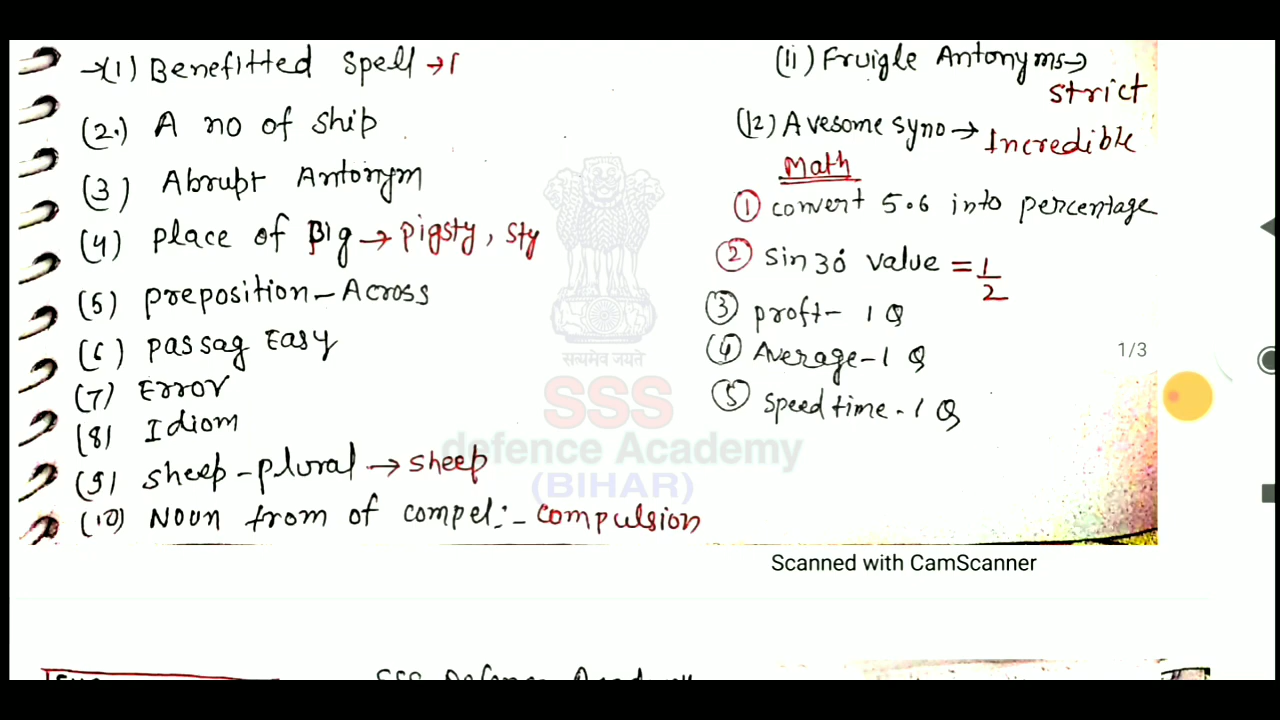 →(1) Benefitted Spell →
(2.) A no of ship
(3) Abrupt Antonym
(4) place of pig → pigsty, sty
(5) preposition - Across
(6) passag Easy
(7) Error
(8) Idiom
(9) sheep - plural → sheep
(10) Noun from of compel:- compulsion
(11) Fruigle Antonyms →
strict
(12) Avesome syno → Incredible
Math
① convert 5.6 into percentage
② sin 30° value = 1/2
③ proft - 1 Q
④ Average - 1 Q
⑤ speed time - 1 Q
सत्यमेव जयते
SSS
defence Academy
(BIHAR)
1/3
Scanned with CamScanner
SSS Defence Academy